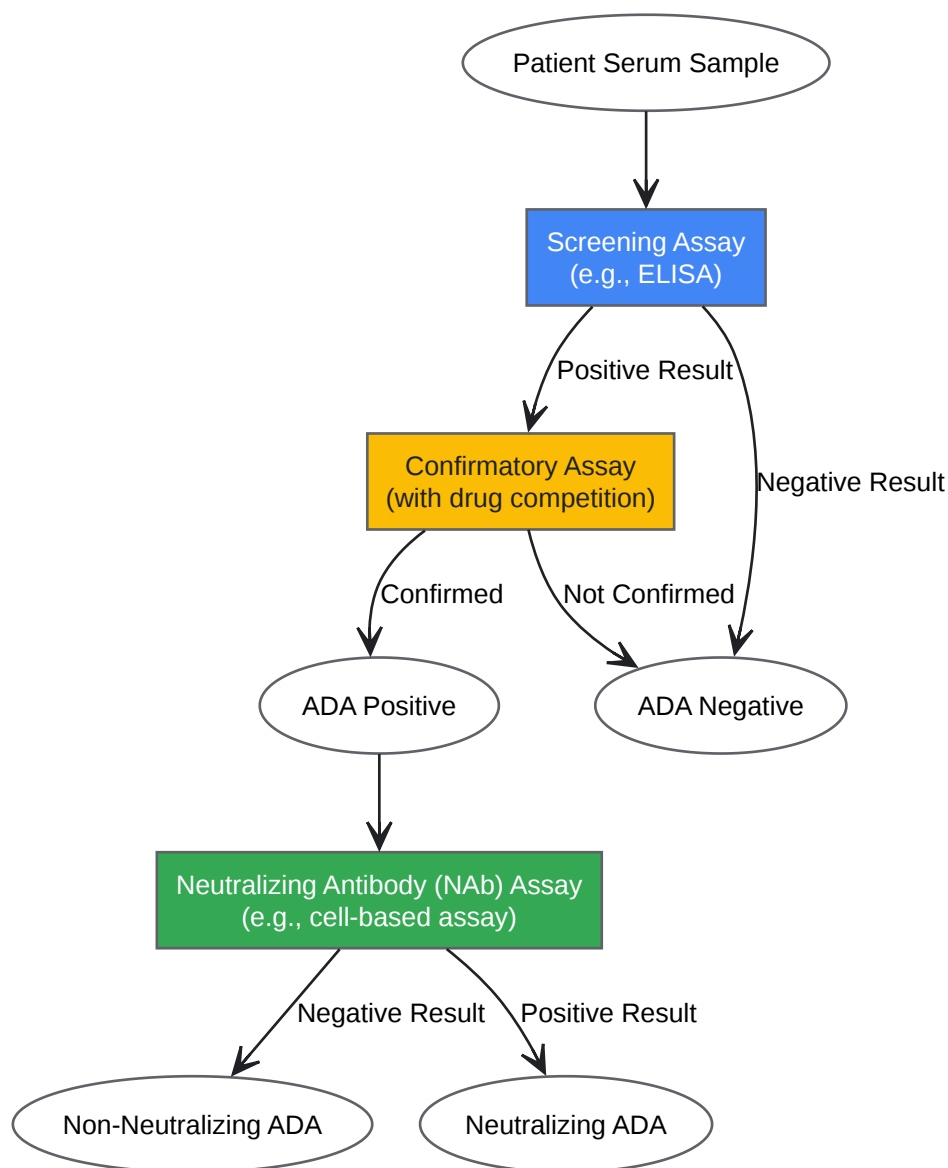 Patient Serum Sample
Screening Assay
(e.g., ELISA)
Positive Result
Negative Result
Confirmatory Assay
(with drug competition)
Confirmed
Not Confirmed
ADA Positive
ADA Negative
Neutralizing Antibody (NAb) Assay
(e.g., cell-based assay)
Negative Result
Positive Result
Non-Neutralizing ADA
Neutralizing ADA